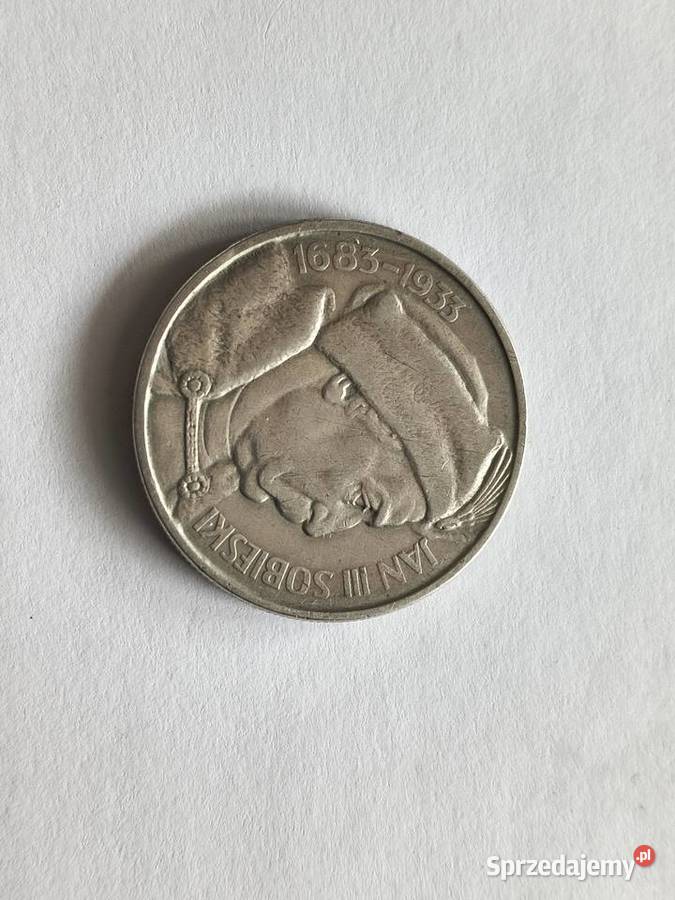 1683-1933
JAN III SOBIESKI
Sprzedajemy.pl